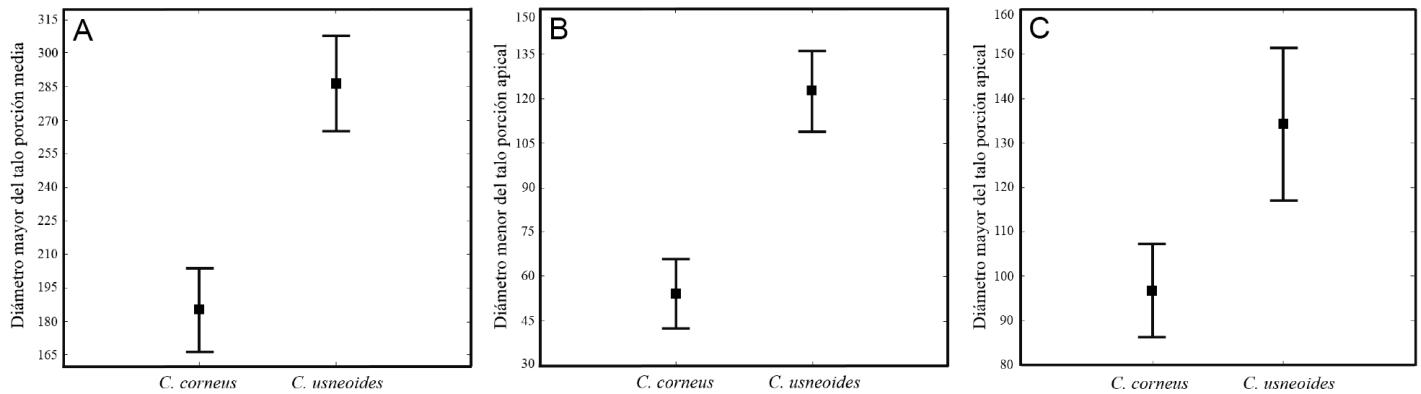 A
Diámetro mayor del talo porción media
315
300
285
270
255
240
225
210
195
180
165
C. corneus
C. usneoides
B
Diámetro menor del talo porción apical
150
135
120
105
90
75
60
45
30
C. corneus
C. usneoides
C
Diámetro mayor del talo porción apical
160
150
140
130
120
110
100
90
80
C. corneus
C. usneoides